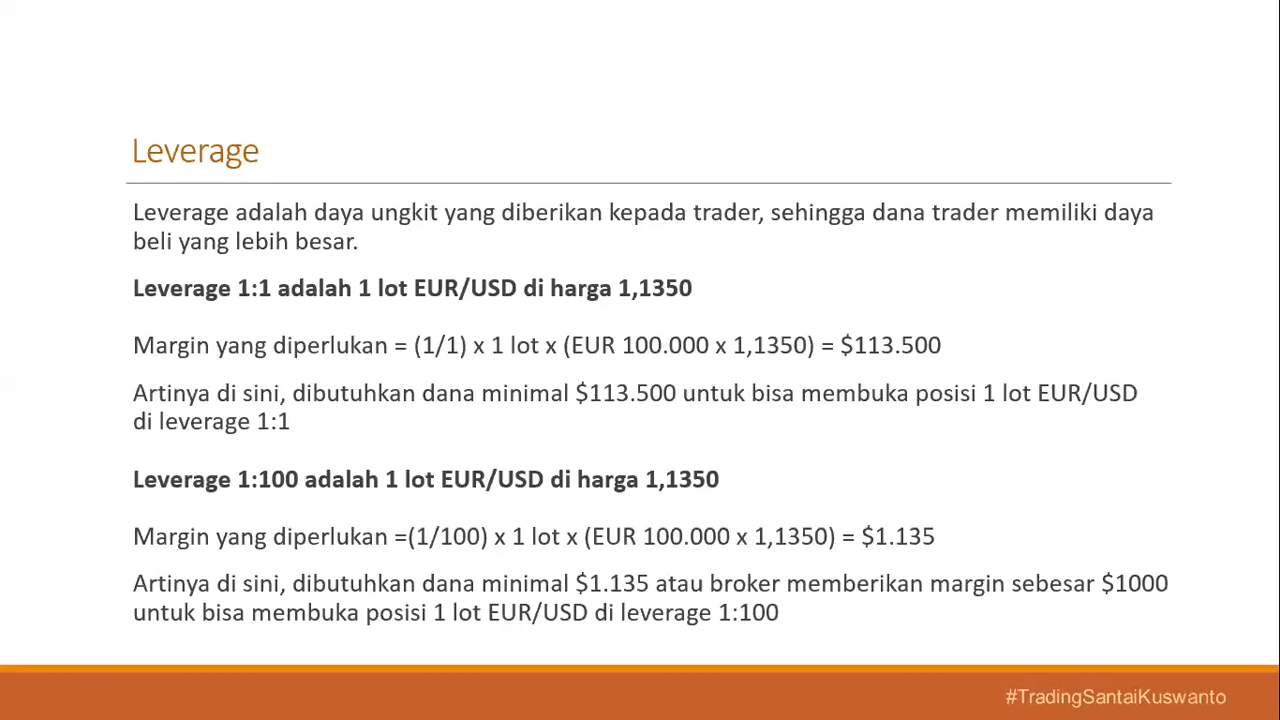 Leverage
Leverage adalah daya ungkit yang diberikan kepada trader, sehingga dana trader memiliki daya
beli yang lebih besar.
Leverage 1:1 adalah 1 lot EUR/USD di harga 1,1350
Margin yang diperlukan = (1/1) x 1 lot x (EUR 100.000 x 1,1350) = $113.500
Artinya di sini, dibutuhkan dana minimal $113.500 untuk bisa membuka posisi 1 lot EUR/USD
di leverage 1:1
Leverage 1:100 adalah 1 lot EUR/USD di harga 1,1350
Margin yang diperlukan =(1/100) x 1 lot x (EUR 100.000 x 1,1350) = $1.135
Artinya di sini, dibutuhkan dana minimal $1.135 atau broker memberikan margin sebesar $1000
untuk bisa membuka posisi 1 lot EUR/USD di leverage 1:100
#TradingSantaiKuswanto